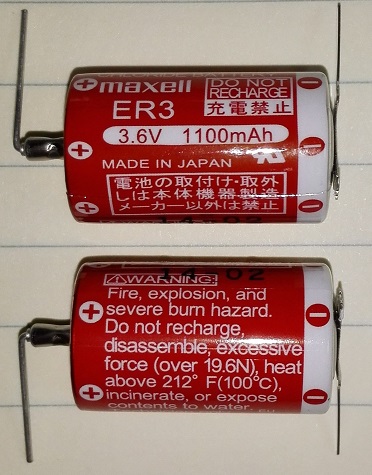 maxell
DO NOT
RECHARGE
ER3
充電禁止
3.6V 1100mAh
MADE IN JAPAN
電池の取付け・取外
しは本体機器製造
メーカー以外は禁止
14-02
⚠WARNING!
Fire, explosion, and
severe burn hazard.
Do not recharge,
disassemble, excessive
force (over 19.6N), heat
above 212° F(100°C),
incinerate, or expose
contents to water.